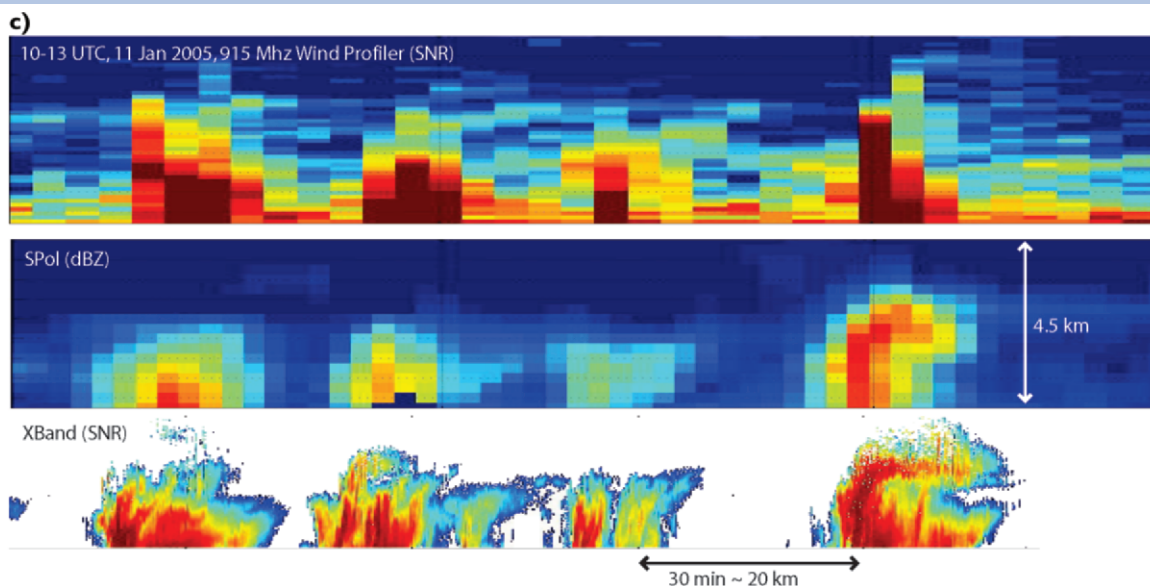 c)
10-13 UTC, 11 Jan 2005, 915 Mhz Wind Profiler (SNR)
SPol (dBZ)
4.5 km
XBand (SNR)
30 min ~ 20 km